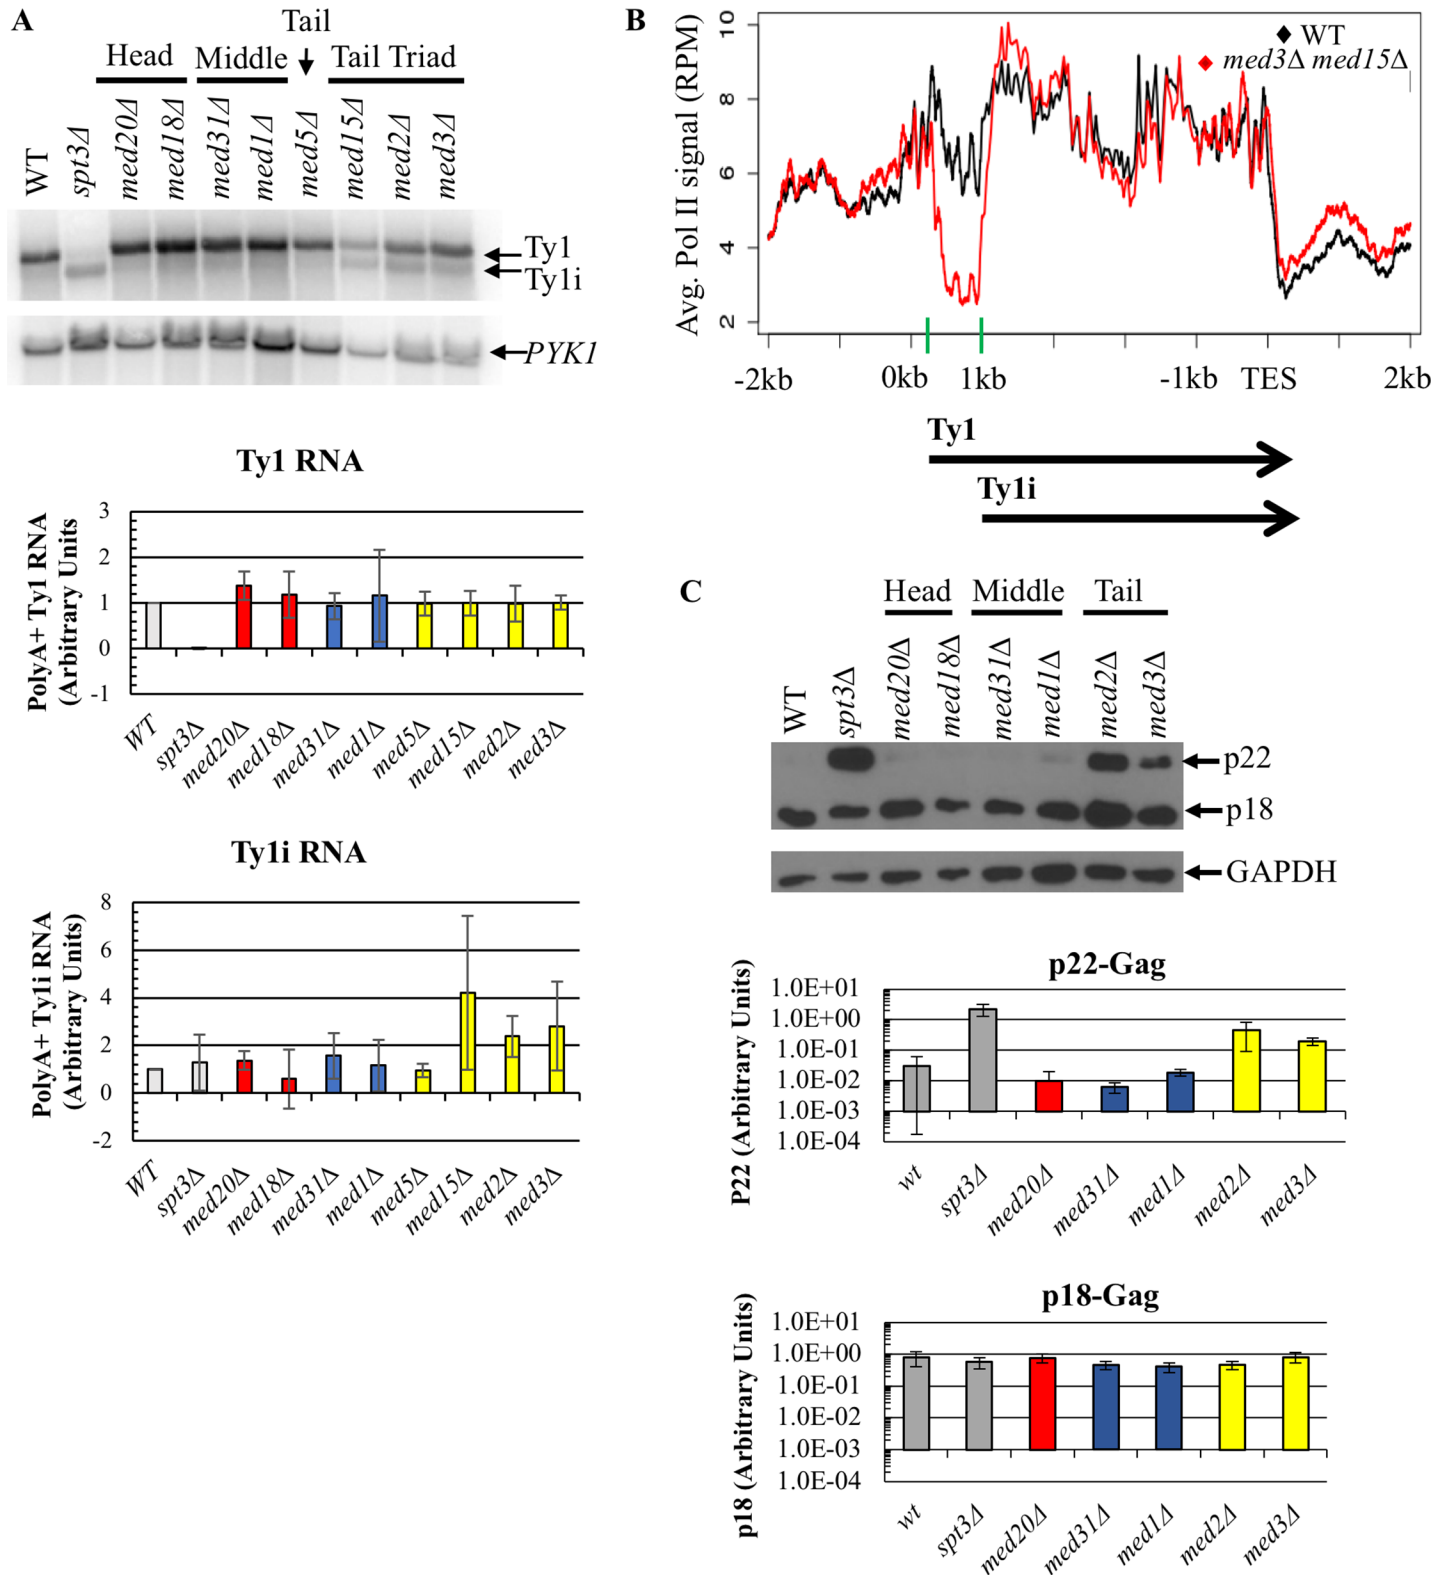 A
Tail
Head
Middle
Tail Triad
WT
spt3Δ
med20Δ
med18Δ
med31Δ
med1Δ
med5Δ
med15Δ
med2Δ
med3Δ
Ty1
Ty1i
PYK1
Ty1 RNA
PolyA+ Ty1 RNA
(Arbitrary Units
3
2
1
0
-1
WT
spt3Δ
med20Δ
med18Δ
med31Δ
med1Δ
med5Δ
med15Δ
med2Δ
med3Δ
Ty1i RNA
PolyA+ Ty1i RNA
(Arbitrary Units)
8
6
4
2
0
-2
WT
spt3Δ
med20Δ
med18Δ
med31Δ
med1Δ
med5Δ
med15Δ
med2Δ
med3Δ
B
Avg. Pol II signal (RPM)
10
8
6
4
2
WT
med3Δ med15Δ
-2kb
0kb
1kb
-1kb
TES
2kb
Ty1
Ty1i
C
Head
Middle
Tail
WT
spt3Δ
med20Δ
med18Δ
med31Δ
med1Δ
med2Δ
med3Δ
p22
p18
GAPDH
p22-Gag
P22 (Arbitrary Units)
1.0E+01
1.0E+00
1.0E-01
1.0E-02
1.0E-03
1.0E-04
wt
spt3Δ
med20Δ
med31Δ
med1Δ
med2Δ
med3Δ
p18-Gag
p18 (Arbitrary Units)
1.0E+01
1.0E+00
1.0E-01
1.0E-02
1.0E-03
1.0E-04
wt
spt3Δ
med20Δ
med31Δ
med1Δ
med2Δ
med3Δ